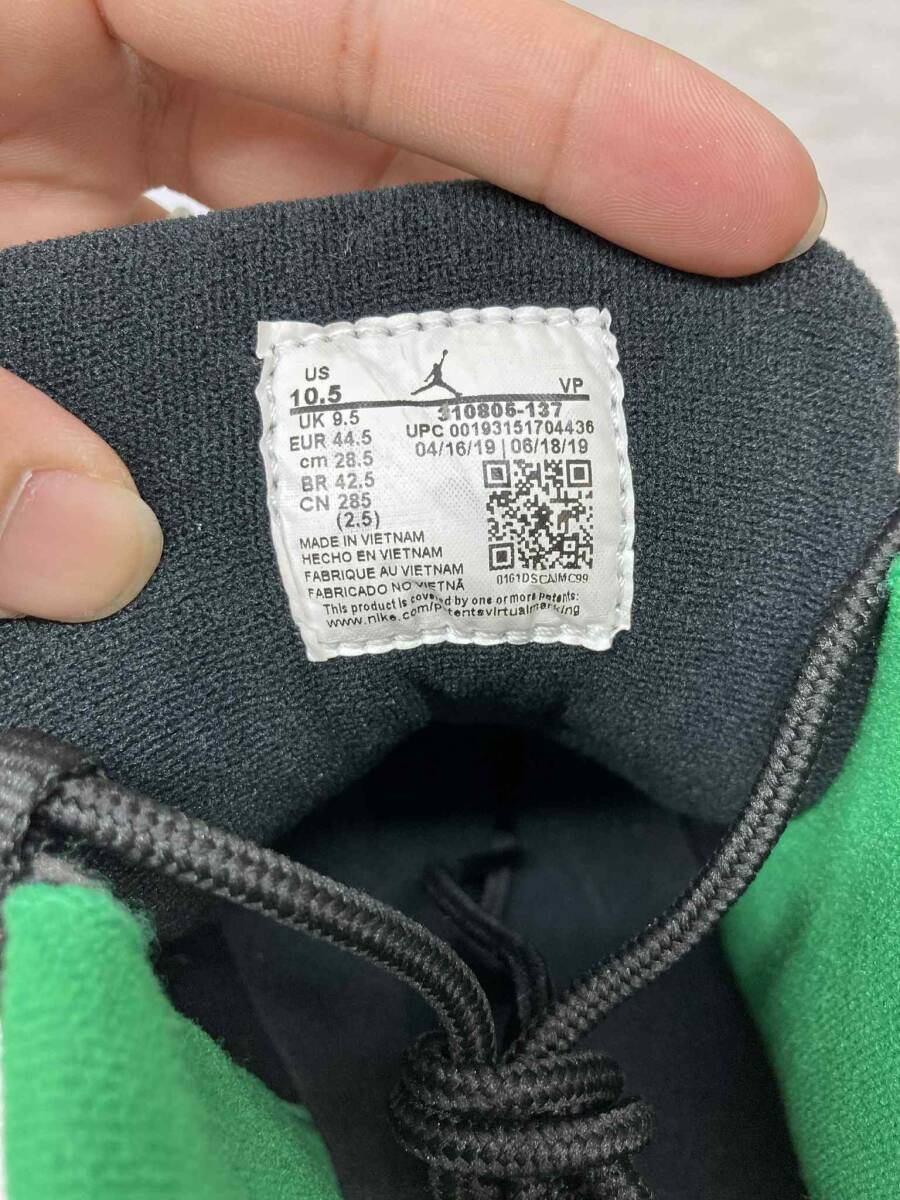 US
10.5 VP
UK 9.5 310805-137
EUR 44.5 UPC 00193151704436
cm 28.5 04/16/19 | 06/18/19
BR 42.5
CN 285
(2.5)
MADE IN VIETNAM
HECHO EN VIETNAM
FABRIQUE AU VIETNAM
FABRICADO NO VIETNÃ
0161DSCAIMC99
This product is covered by one or more patents:
www.nike.com/patentsvirtualmarking